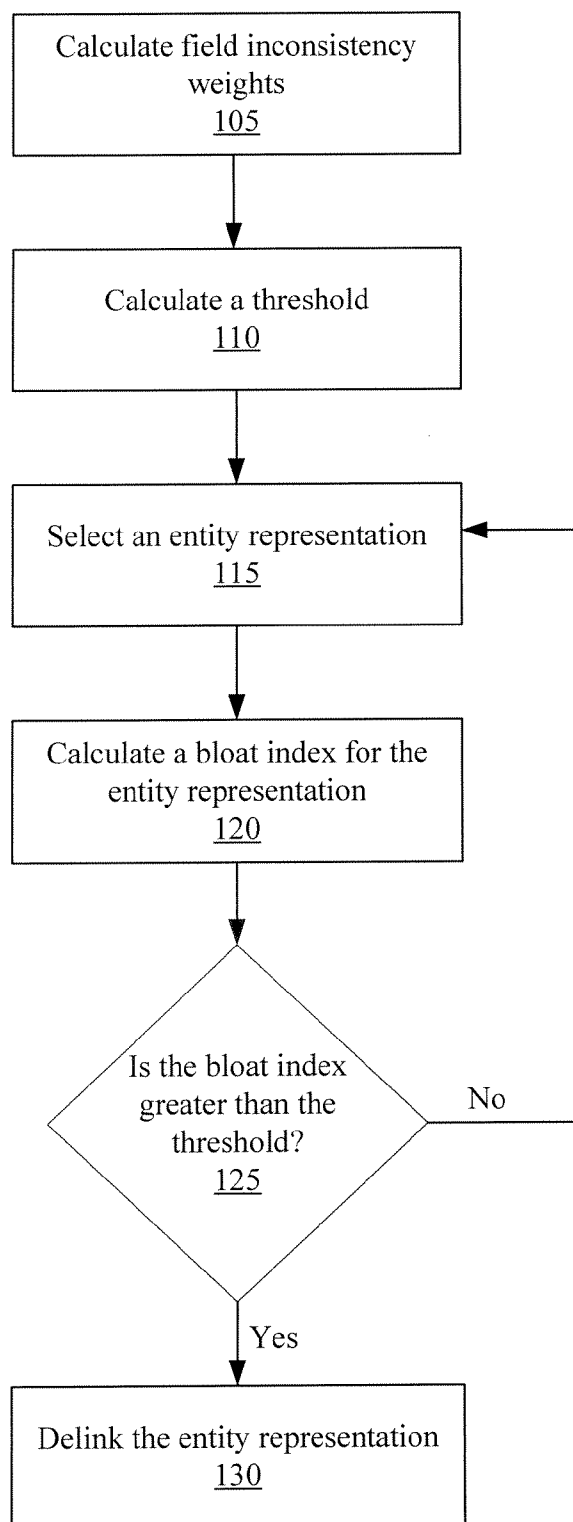 Calculate field inconsistency
weights
105
Calculate a threshold
110
Select an entity representation
115
Calculate a bloat index for the
entity representation
120
Is the bloat index
greater than the
threshold?
125
No
Yes
Delink the entity representation
130